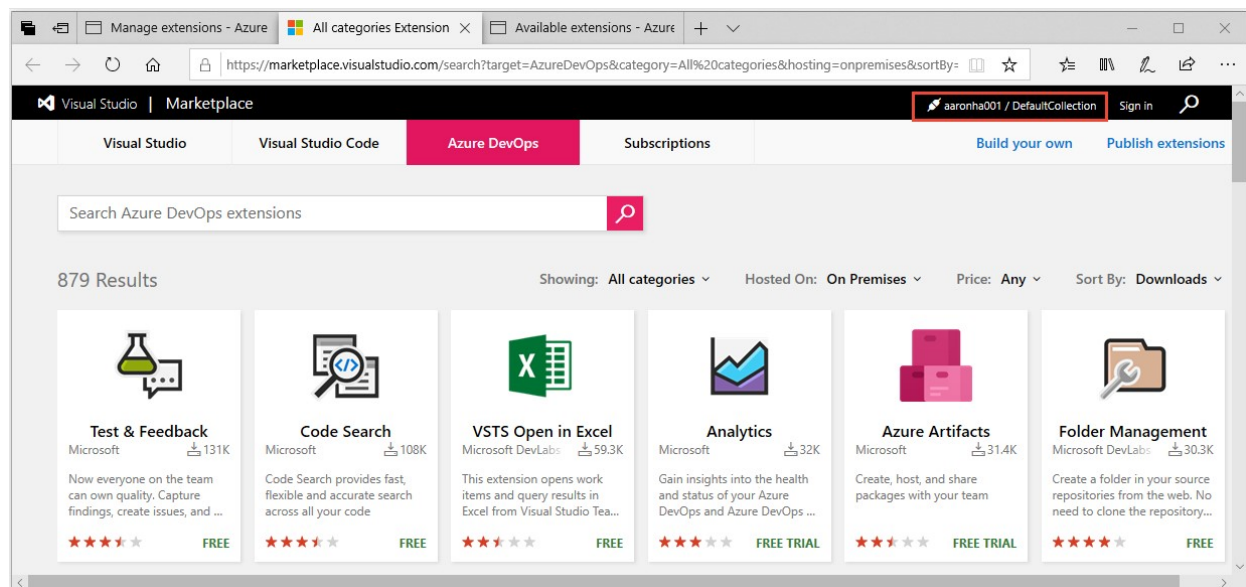 Manage extensions - Azure
All categories Extension
Available extensions - Azure
https://marketplace.visualstudio.com/search?target=AzureDevOps&category=All%20categories&hosting=onpremises&sortBy=
Visual Studio | Marketplace
aaronha001 / DefaultCollection
Sign in
Visual Studio
Visual Studio Code
Azure DevOps
Subscriptions
Build your own
Publish extensions
Search Azure DevOps extensions
879 Results
Showing: All categories
Hosted On: On Premises
Price: Any
Sort By: Downloads
Test & Feedback
Microsoft 131K
Now everyone on the team
can own quality. Capture
findings, create issues, and ...
FREE
Code Search
Microsoft 108K
Code Search provides fast,
flexible and accurate search
across all your code
FREE
VSTS Open in Excel
Microsoft DevLabs 59.3K
This extension opens work
items and query results in
Excel from Visual Studio Tea...
FREE
Analytics
Microsoft 32K
Gain insights into the health
and status of your Azure
DevOps and Azure DevOps ...
FREE TRIAL
Azure Artifacts
Microsoft 31.4K
Create, host, and share
packages with your team
FREE TRIAL
Folder Management
Microsoft DevLabs 30.3K
Create a folder in your source
repositories from the web. No
need to clone the repository...
FREE